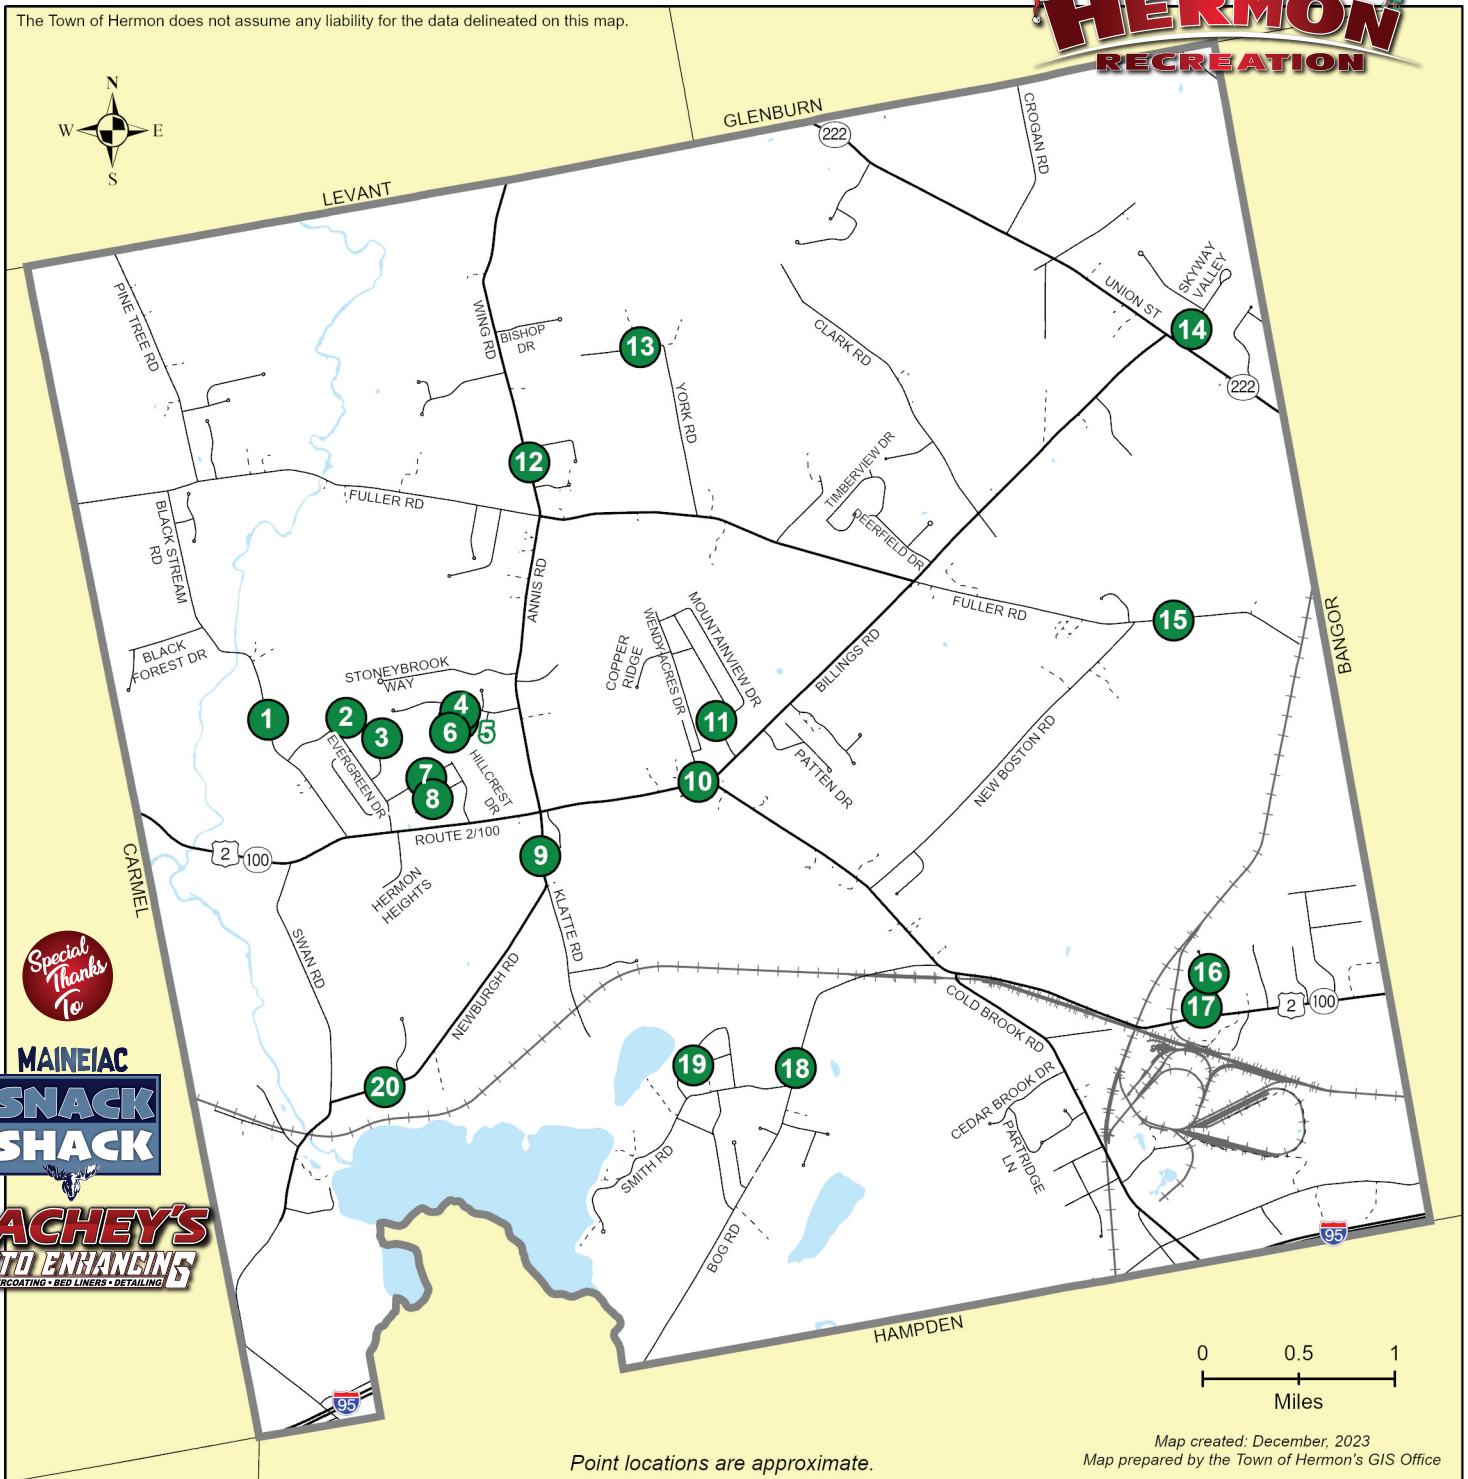 The Town of Hermon does not assume any liability for the data delineated on this map.
HERMON
RECREATION
N
W E
S
GLENBURN
LEVANT
222
CROGAN RD
UNION ST
SKYWAY
VALLEY
14
222
PINE TREE RD
WING RD
BISHOP
DR
13
YORK RD
CLARK RD
12
TIMBERVIEW DR
DEERFIELD DR
FULLER RD
BLACK STREAM
RD
ANNIS RD
FULLER RD
15
BANGOR
BLACK
FOREST DR
STONEYBROOK
WAY
COPPER
RIDGE
WENDY ACRES DR
MOUNTAINVIEW DR
BILLINGS RD
1
2
3
4
5
6
7
8
EVERGREEN DR
HILLCREST
DR
11
10
PATTEN DR
NEW BOSTON RD
ROUTE 2/100
2
100
9
CARMEL
HERMON
HEIGHTS
KLATTE RD
SWAN RD
NEWBURGH RD
16
17
2
100
COLD BROOK RD
Special
Thanks
To
MAINEIAC
SNACK
SHACK
19
18
20
CEDAR BROOK DR
PARTRIDGE
LN
SMITH RD
BOG RD
ACHEY'S
TO ENHANCING
RCOATING • BED LINERS • DETAILING
95
HAMPDEN
95
0 0.5 1
Miles
Map created: December, 2023
Point locations are approximate.
Map prepared by the Town of Hermon's GIS Office